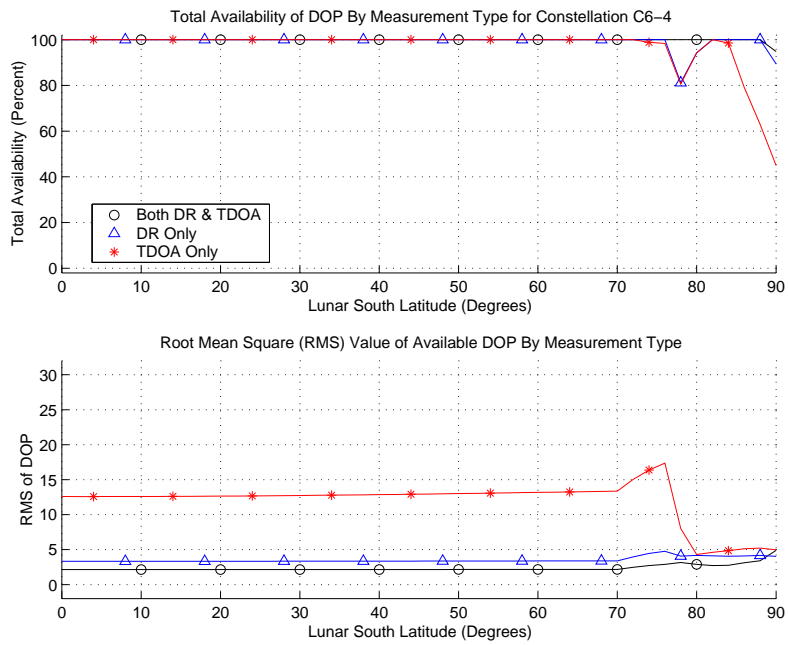 Total Availability of DOP By Measurement Type for Constellation C6−4
Total Availability (Percent)
100
80
60
40
20
0
Both DR & TDOA
DR Only
TDOA Only
0 10 20 30 40 50 60 70 80 90
Lunar South Latitude (Degrees)
Root Mean Square (RMS) Value of Available DOP By Measurement Type
RMS of DOP
30
25
20
15
10
5
0
0 10 20 30 40 50 60 70 80 90
Lunar South Latitude (Degrees)